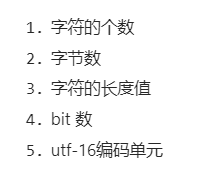 1. 字符的个数
2. 字节数
3. 字符的长度值
4. bit 数
5. utf-16编码单元